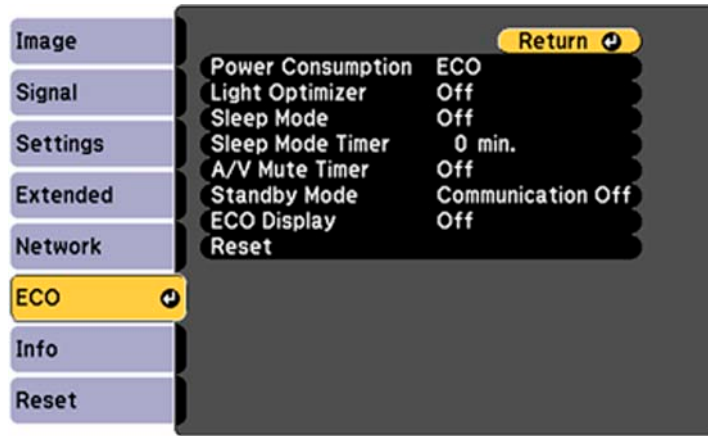 Image
Signal
Settings
Extended
Network
ECO
Info
Reset
Return
Power Consumption ECO
Light Optimizer Off
Sleep Mode Off
Sleep Mode Timer 0 min.
A/V Mute Timer Off
Standby Mode Communication Off
ECO Display Off
Reset